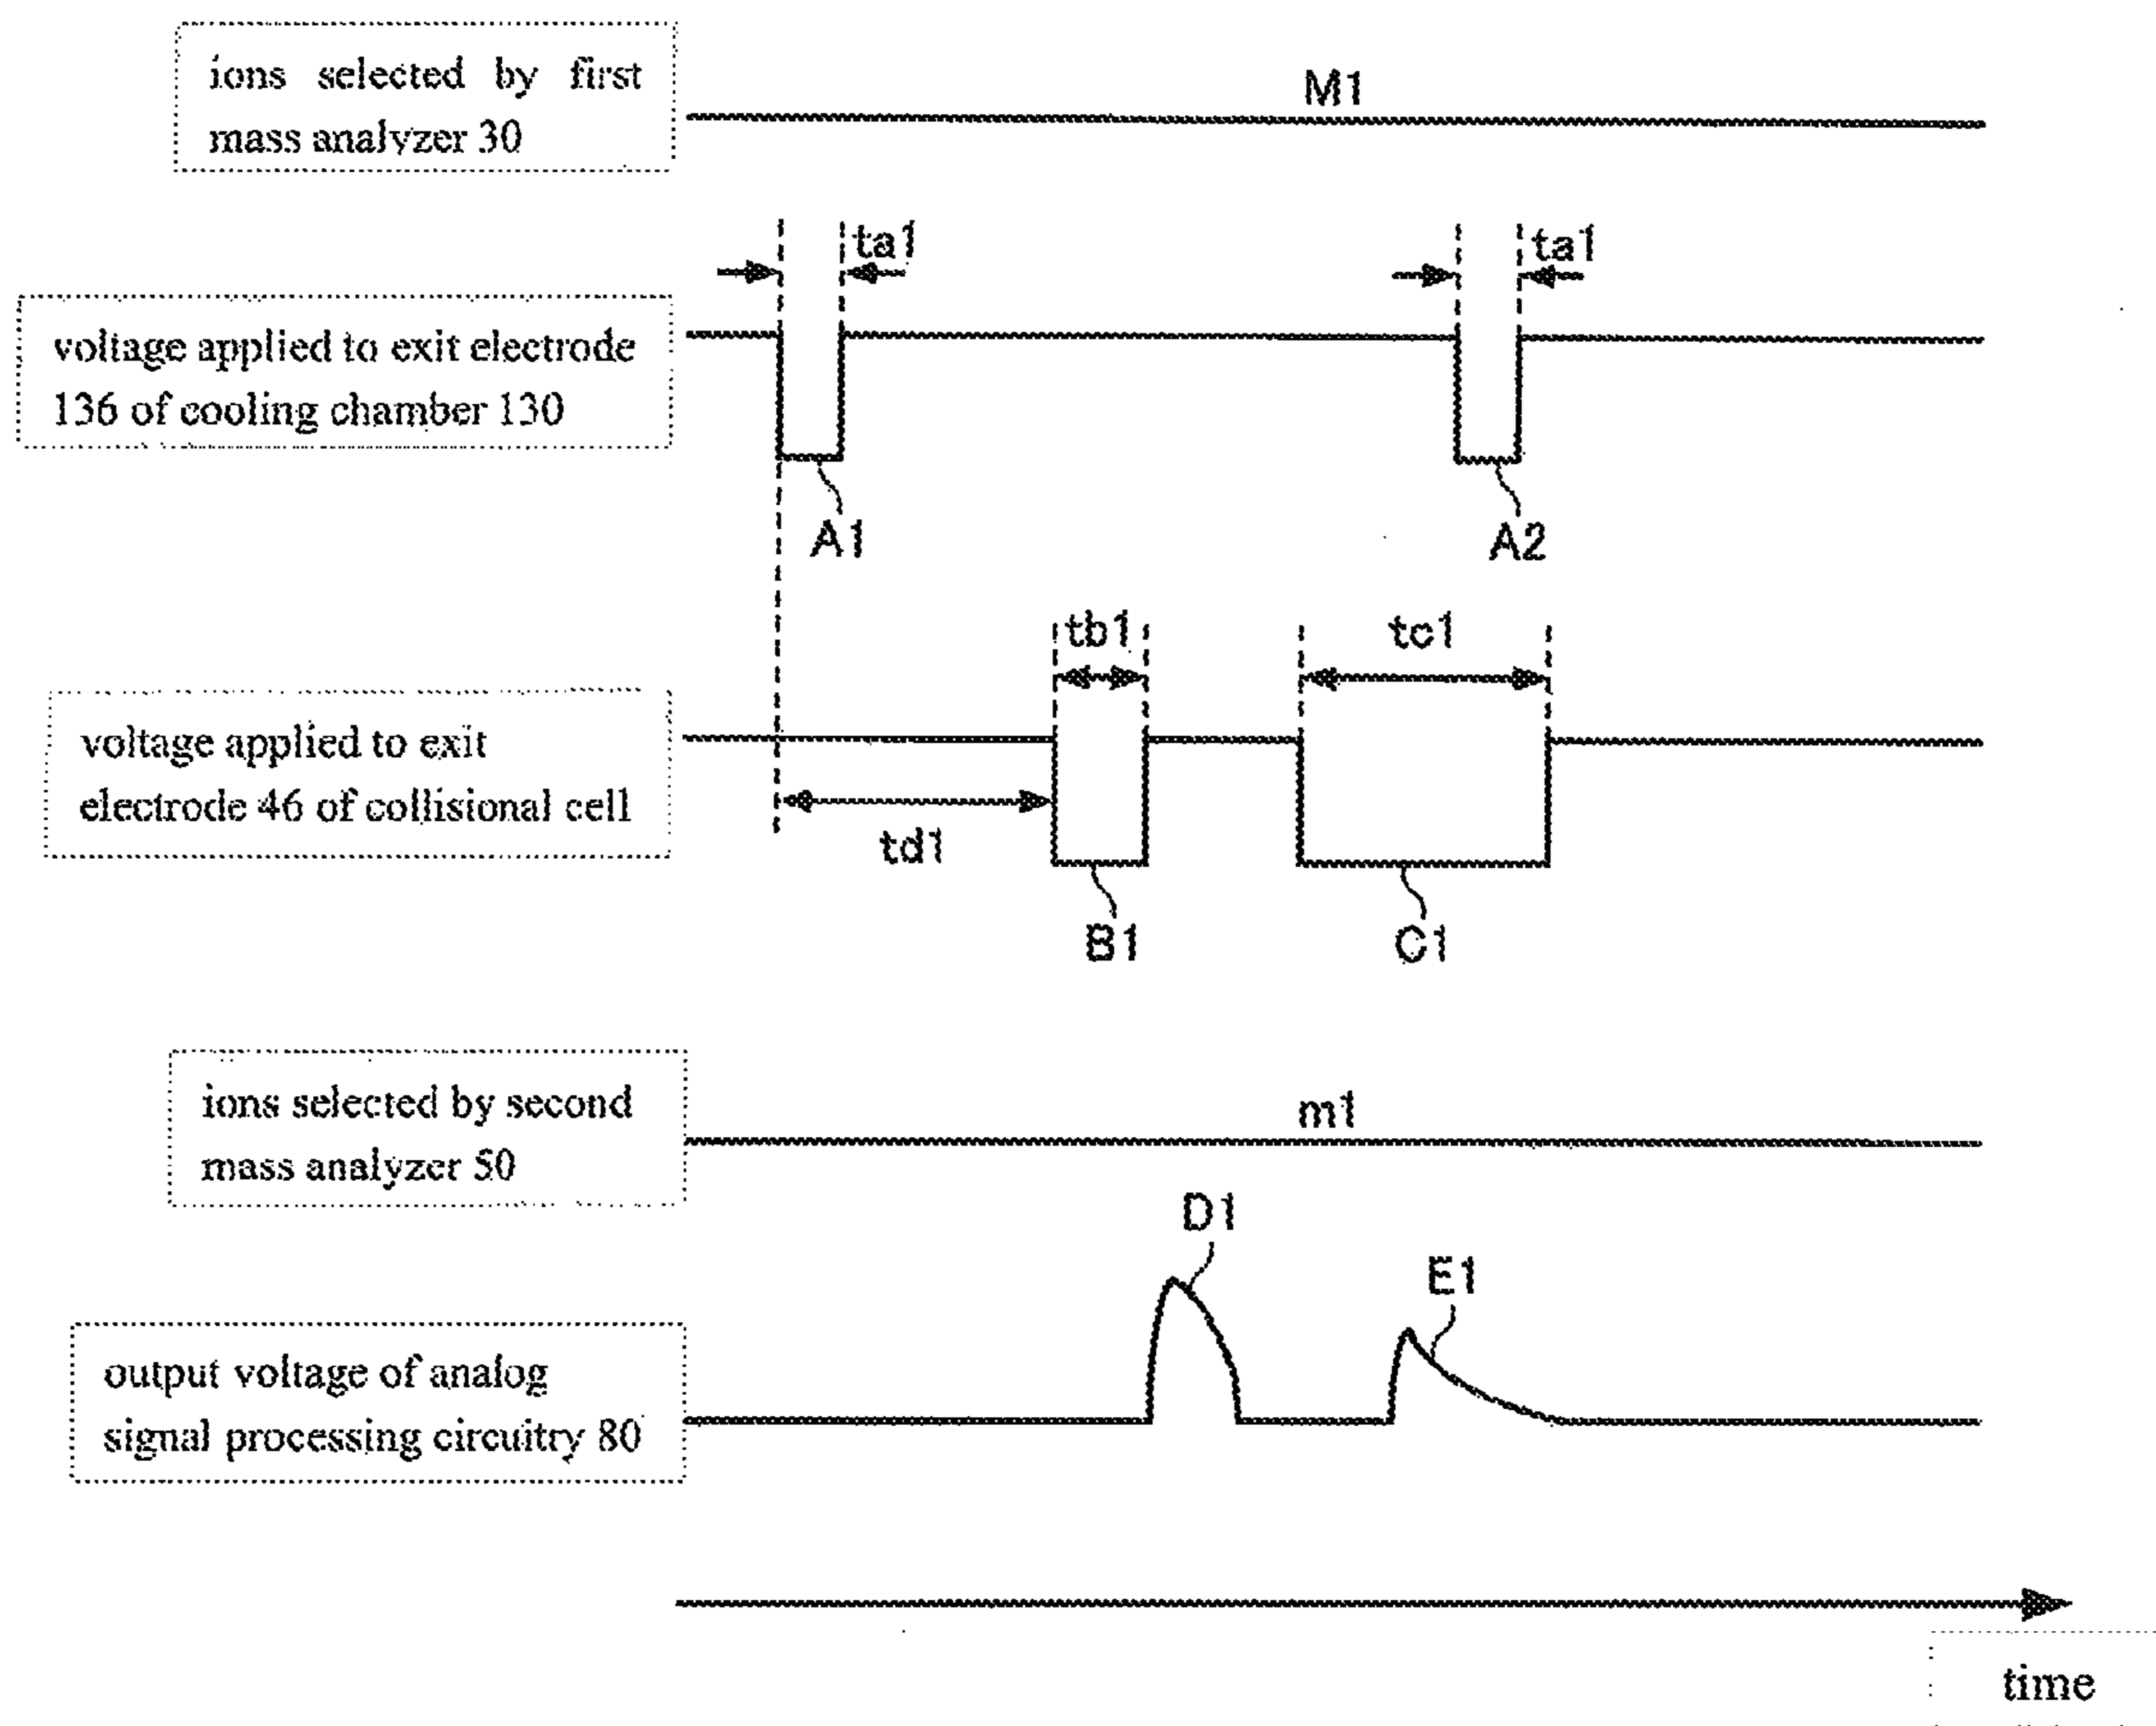 ions selected by first
mass analyzer 30
M1
ta1
ta1
voltage applied to exit electrode
136 of cooling chamber 130
A1
A2
tb1
tc1
voltage applied to exit
electrode 46 of collisional cell
td1
B1
C1
ions selected by second
mass analyzer 50
m1
D1
E1
output voltage of analog
signal processing circuitry 80
time